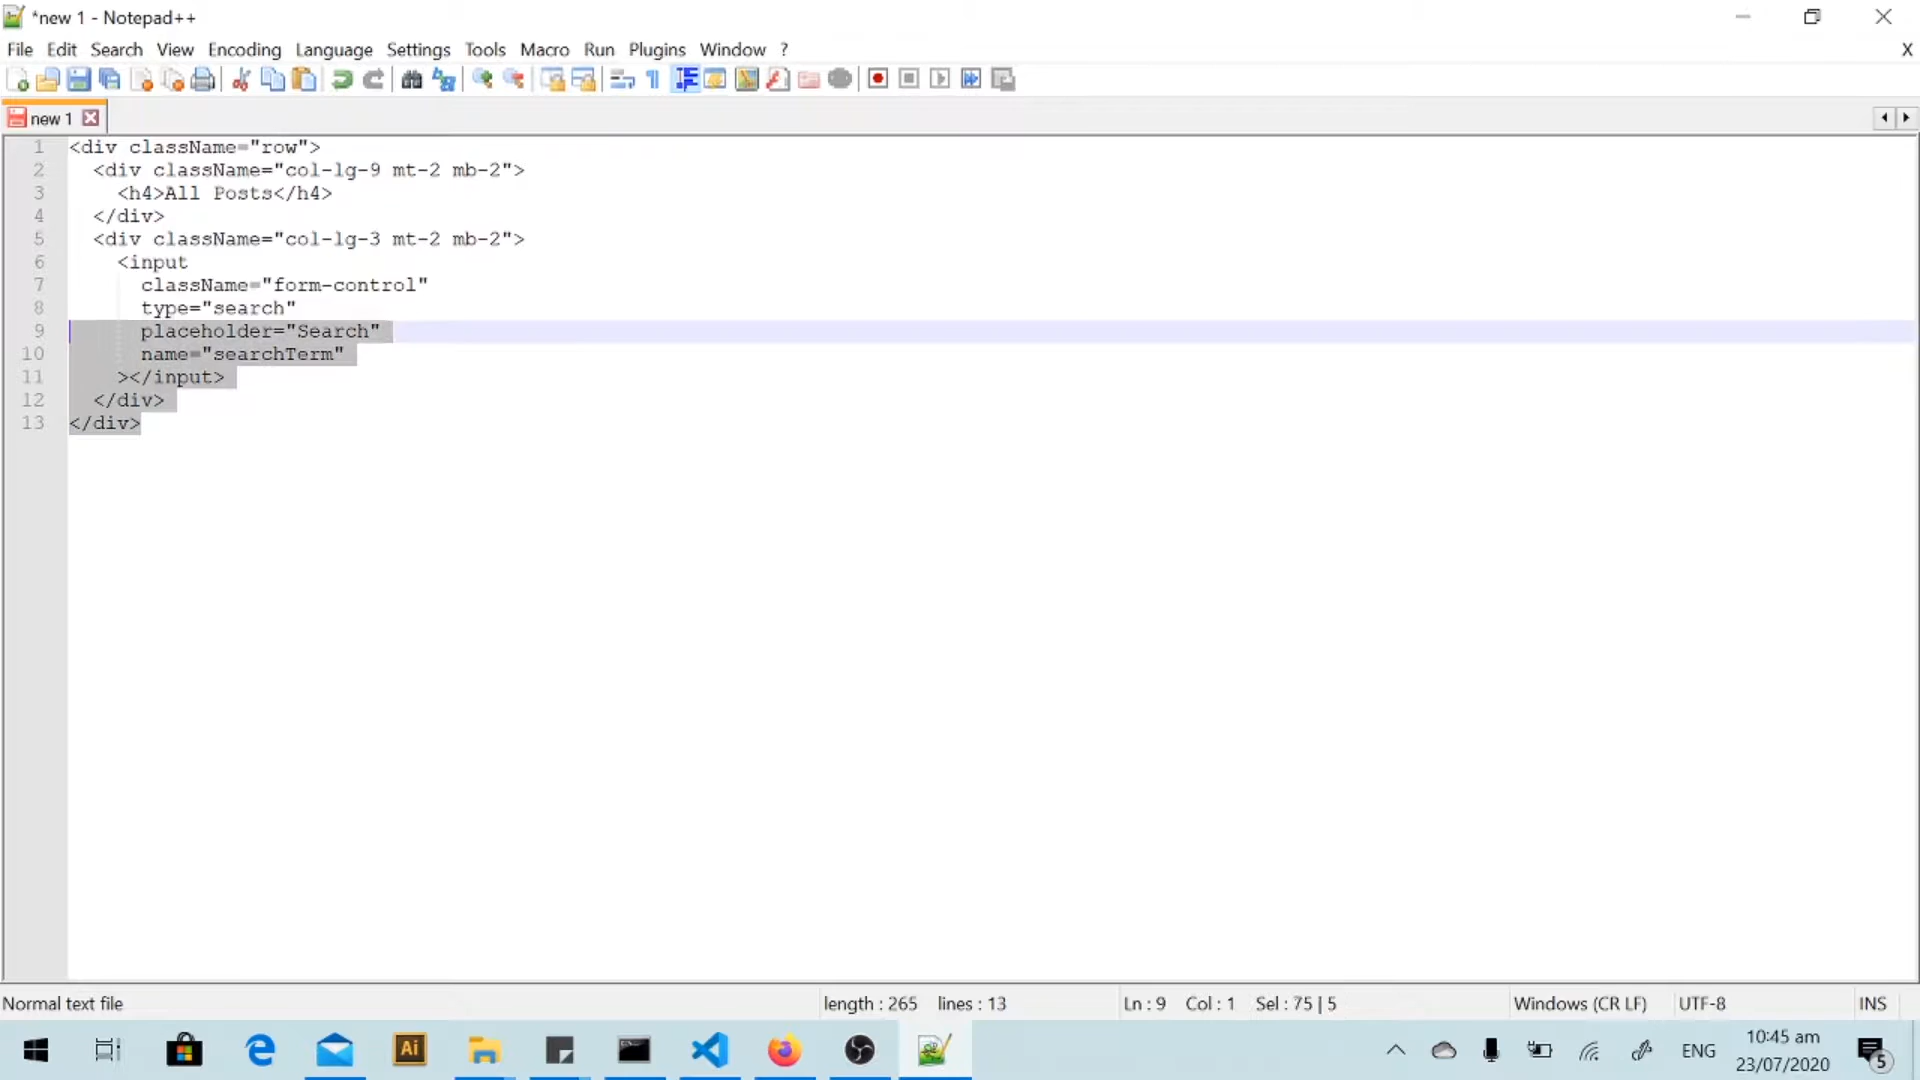 *new 1 - Notepad++
File Edit Search View Encoding Language Settings Tools Macro Run Plugins Window ? X
new 1
1 <div className="row">
2   <div className="col-lg-9 mt-2 mb-2">
3     <h4>All Posts</h4>
4   </div>
5   <div className="col-lg-3 mt-2 mb-2">
6     <input
7       className="form-control"
8       type="search"
9       placeholder="Search"
10       name="searchTerm"
11     ></input>
12   </div>
13 </div>
Normal text file length : 265 lines : 13 Ln : 9 Col : 1 Sel : 75 | 5 Windows (CR LF) UTF-8 INS
Ai ENG 10:45 am 5
23/07/2020